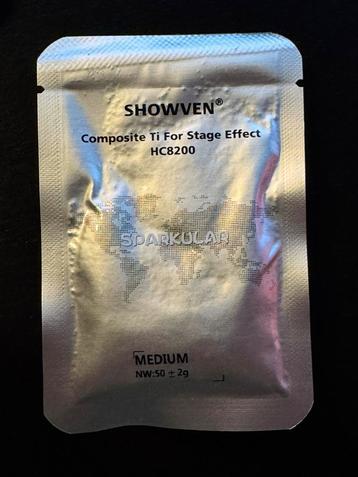 SHOWVEN®
Composite Ti For Stage Effect
HC8200
SPARKULAR
MEDIUM
NW:50 ± 2g